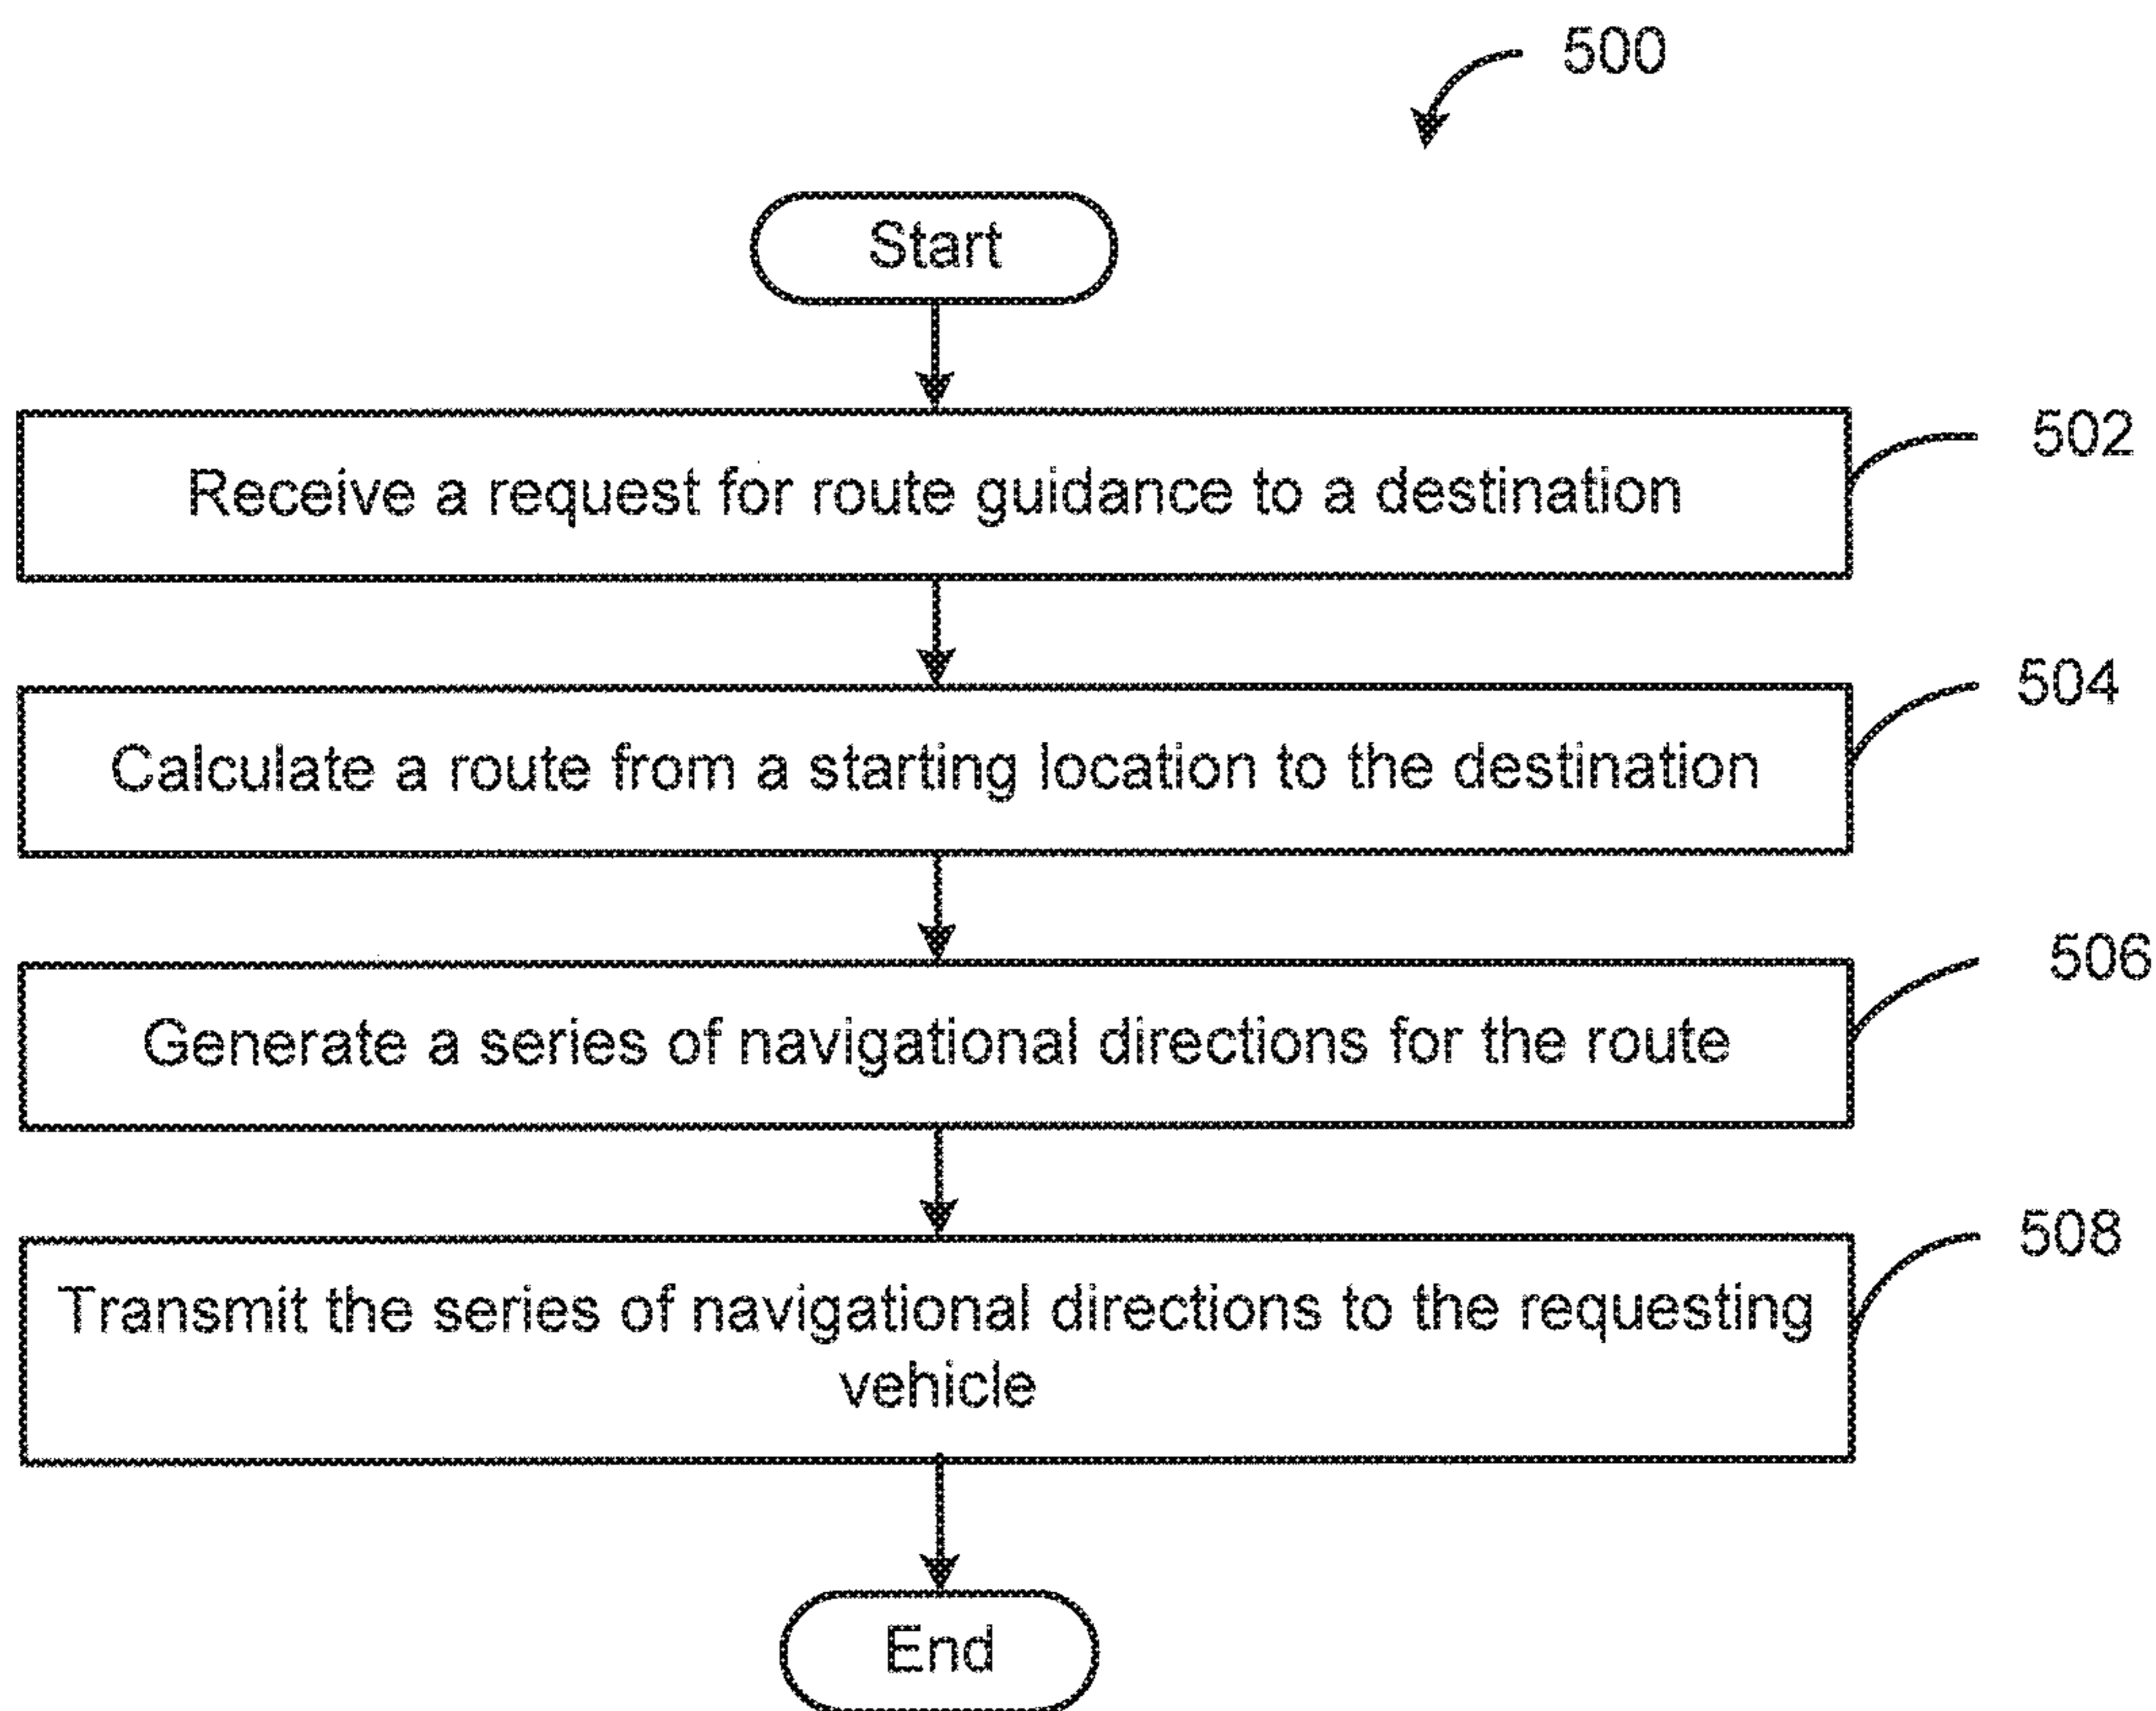 500
Start
Receive a request for route guidance to a destination
502
Calculate a route from a starting location to the destination
504
Generate a series of navigational directions for the route
506
Transmit the series of navigational directions to the requesting
vehicle
508
End